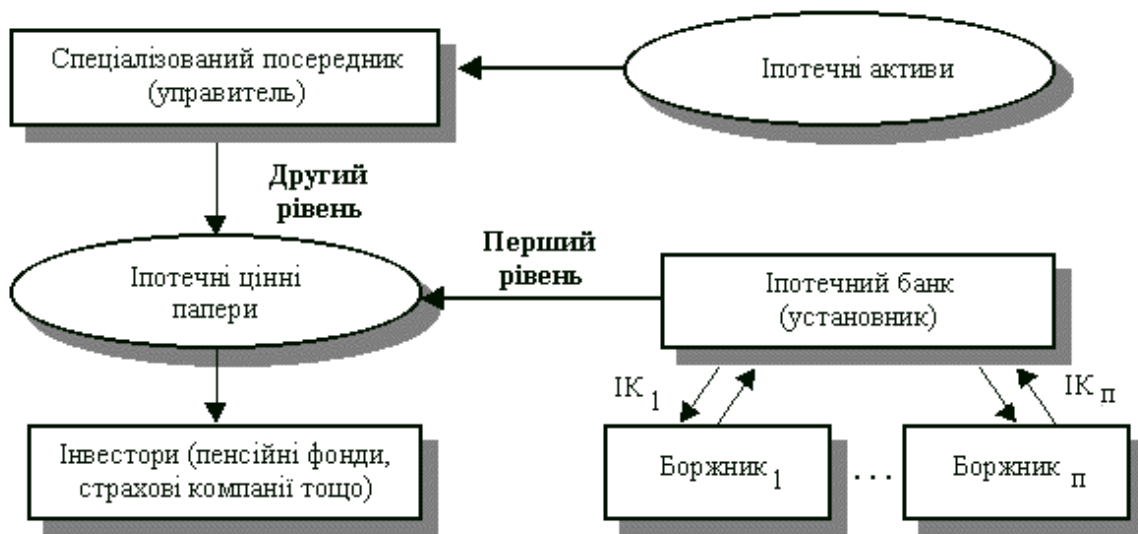 Спеціалізований посередник
(управитель)
Іпотечні активи
Другий
рівень
Перший
рівень
Іпотечні цінні
папери
Іпотечний банк
(установник)
ІК 1
ІК п
Інвестори (пенсійні фонди,
страхові компанії тощо)
Боржник 1
...
Боржник п